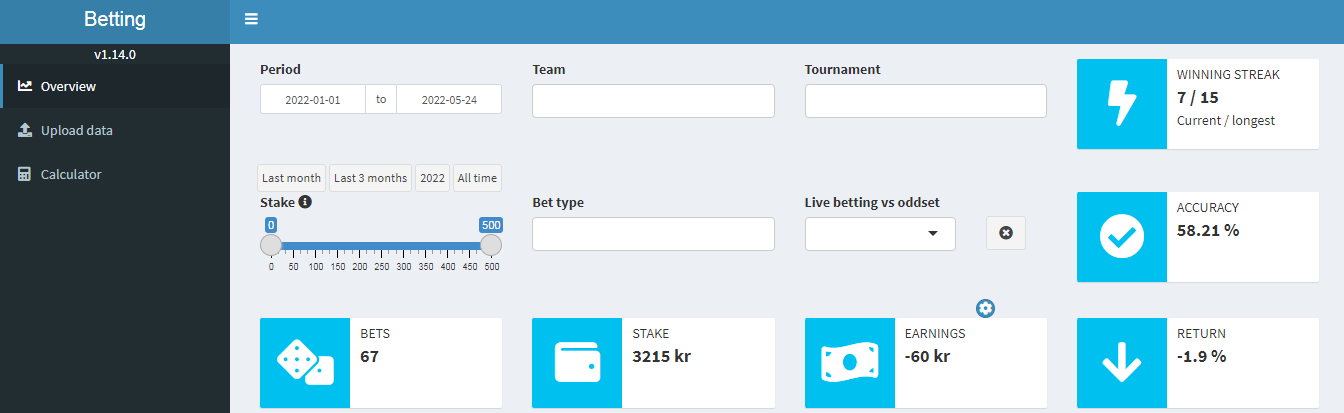 Betting
v1.14.0
Overview
Upload data
Calculator
Period
2022-01-01 to 2022-05-24
Last month Last 3 months 2022 All time
Team
Tournament
WINNING STREAK
7 / 15
Current / longest
Stake
0 500
0 50 100 150 200 250 300 350 400 450 500
Bet type
Live betting vs oddset
ACCURACY
58.21 %
BETS
67
STAKE
3215 kr
EARNINGS
-60 kr
RETURN
-1.9 %